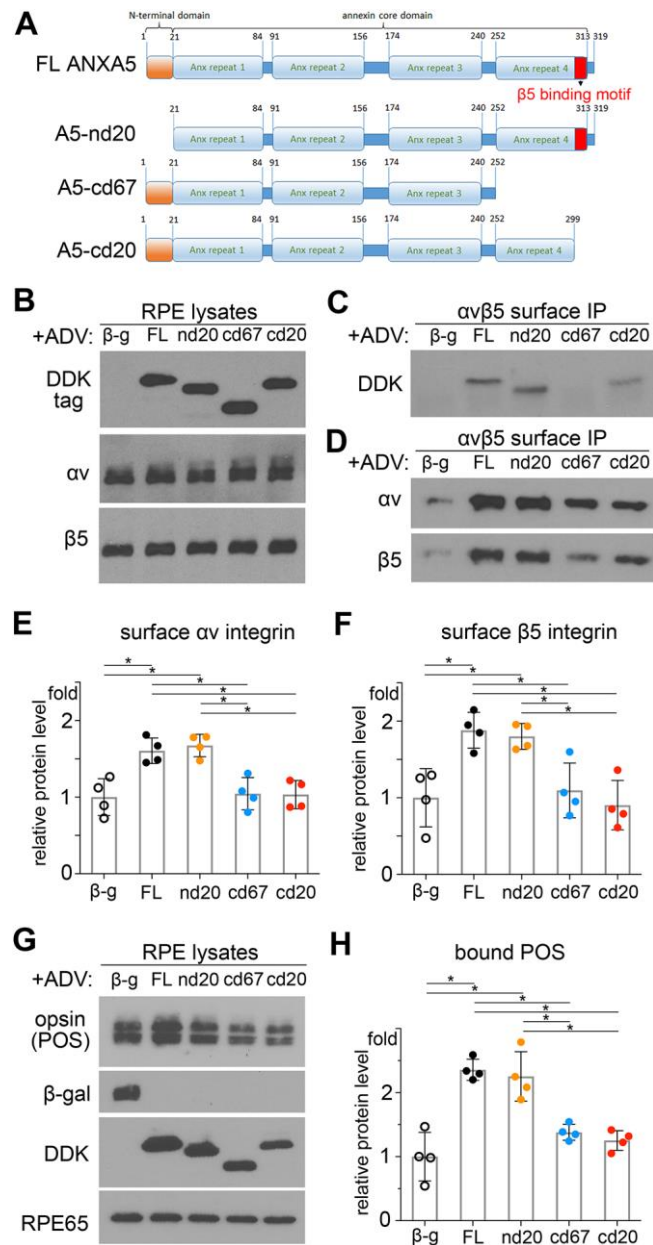 A
N-terminal domain annexin core domain
1 21 84 91 156 174 240 252 313 319
FL ANXA5 Anx repeat 1 Anx repeat 2 Anx repeat 3 Anx repeat 4
β5 binding motif
21 84 91 156 174 240 252 313 319
A5-nd20 Anx repeat 1 Anx repeat 2 Anx repeat 3 Anx repeat 4
1 21 84 91 156 174 240 252
A5-cd67 Anx repeat 1 Anx repeat 2 Anx repeat 3
1 21 84 91 156 174 240 252 299
A5-cd20 Anx repeat 1 Anx repeat 2 Anx repeat 3 Anx repeat 4
B
RPE lysates
+ADV: β-g FL nd20 cd67 cd20
DDK
tag
αv
β5
C
αvβ5 surface IP
+ADV: β-g FL nd20 cd67 cd20
DDK
D
αvβ5 surface IP
+ADV: β-g FL nd20 cd67 cd20
αv
β5
E
surface αv integrin
relative protein level
fold
2
1
0
* * * * * *
β-g FL nd20 cd67 cd20
F
surface β5 integrin
relative protein level
fold
2
1
0
* * * * * *
β-g FL nd20 cd67 cd20
G
RPE lysates
+ADV: β-g FL nd20 cd67 cd20
opsin
(POS)
β-gal
DDK
RPE65
H
bound POS
relative protein level
fold
2
1
0
* * * * * *
β-g FL nd20 cd67 cd20